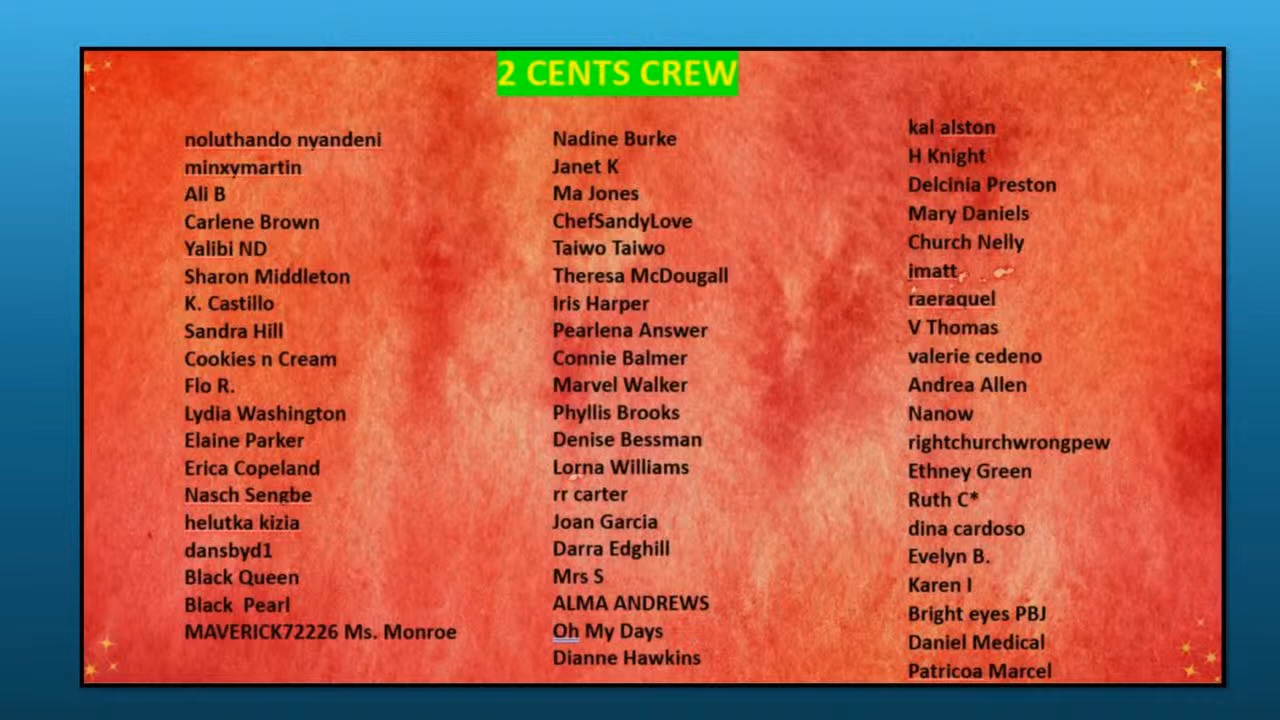 2 CENTS CREW
noluthando nyandeni
minxymartin
Ali B
Carlene Brown
Yalibi ND
Sharon Middleton
K. Castillo
Sandra Hill
Cookies n Cream
Flo R.
Lydia Washington
Elaine Parker
Erica Copeland
Nasch Sengbe
helutka kizia
dansbyd1
Black Queen
Black Pearl
MAVERICK72226 Ms. Monroe
Nadine Burke
Janet K
Ma Jones
ChefSandyLove
Taiwo Taiwo
Theresa McDougall
Iris Harper
Pearlena Answer
Connie Balmer
Marvel Walker
Phyllis Brooks
Denise Bessman
Lorna Williams
rr carter
Joan Garcia
Darra Edghill
Mrs S
ALMA ANDREWS
Oh My Days
Dianne Hawkins
kal alston
H Knight
Delcinia Preston
Mary Daniels
Church Nelly
imatt
raeraquel
V Thomas
valerie cedeno
Andrea Allen
Nanow
rightchurchwrongpew
Ethney Green
Ruth C*
dina cardoso
Evelyn B.
Karen I
Bright eyes PBJ
Daniel Medical
Patricoa Marcel